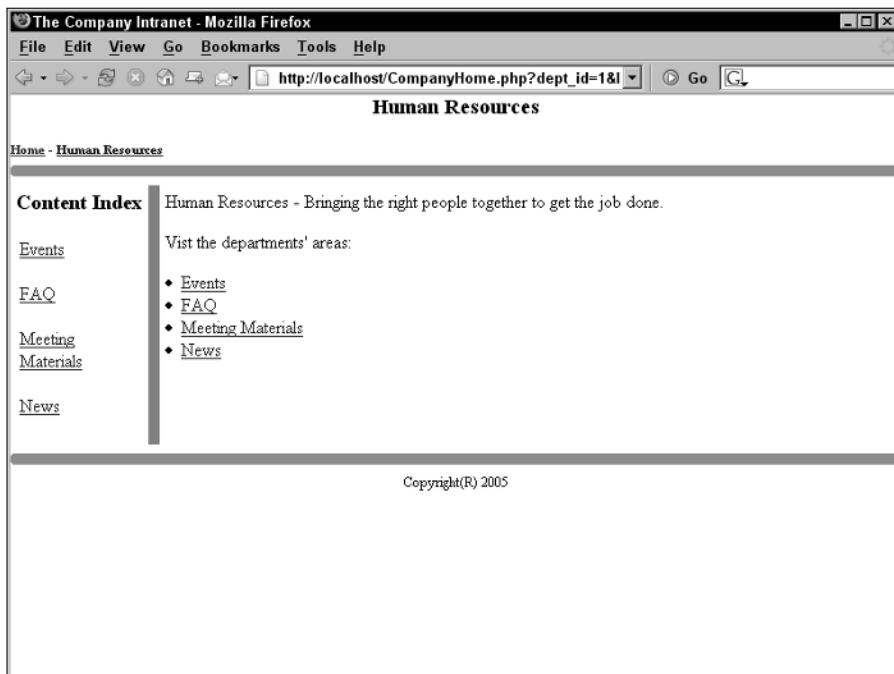 The Company Intranet - Mozilla Firefox
File Edit View Go Bookmarks Tools Help
http://localhost/CompanyHome.php?dept_id=1&l
Go
G
Human Resources
Home - Human Resources
Content Index
Events
FAQ
Meeting
Materials
News
Human Resources - Bringing the right people together to get the job done.
Vist the departments' areas:
• Events
• FAQ
• Meeting Materials
• News
Copyright(R) 2005